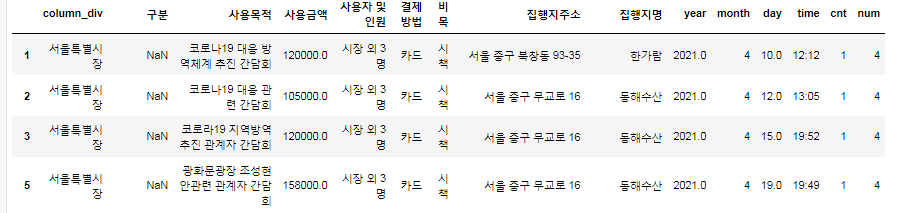 column_div 구분 사용목적 사용금액 사용자 및 인원 결제방법 비목 집행지주소 집행지명 year month day time cnt num
1 서울특별시장 NaN 코로나19 대응 방역체계 추진 간담회 120000.0 시장 외 3명 카드 시책 서울 중구 북창동 93-35 한가람 2021.0 4 10.0 12:12 1 4
2 서울특별시장 NaN 코로나19 대응 관련 간담회 105000.0 시장 외 3명 카드 시책 서울 중구 무교로 16 동해수산 2021.0 4 12.0 13:05 1 4
3 서울특별시장 NaN 코로라19 지역방역 추진 관계자 간담회 120000.0 시장 외 3명 카드 시책 서울 중구 무교로 16 동해수산 2021.0 4 15.0 19:52 1 4
5 서울특별시장 NaN 광화문광장 조성현안관련 관계자 간담회 158000.0 시장 외 3명 카드 시책 서울 중구 무교로 16 동해수산 2021.0 4 19.0 19:49 1 4